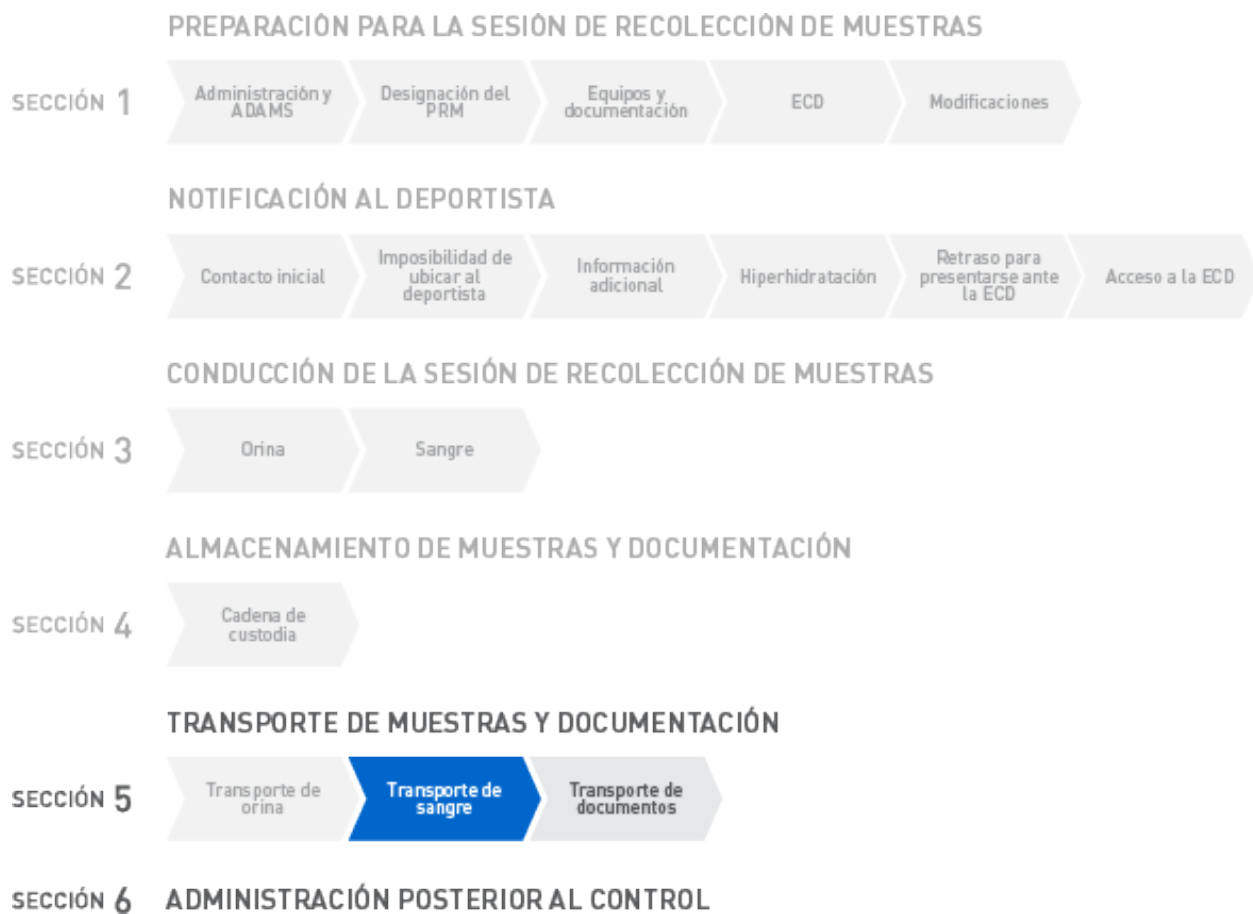 PREPARACIÓN PARA LA SESIÓN DE RECOLECCIÓN DE MUESTRAS
SECCIÓN 1
Administración y
ADAMS
Designación del
PRM
Equipos y
documentación
ECD
Modificaciones
NOTIFICACIÓN AL DEPORTISTA
SECCIÓN 2
Contacto inicial
Imposibilidad de
ubicar al
deportista
Información
adicional
Hiperhidratación
Retraso para
presentarse ante
la ECD
Acceso a la ECD
CONDUCCIÓN DE LA SESIÓN DE RECOLECCIÓN DE MUESTRAS
SECCIÓN 3
Orina
Sangre
ALMACENAMIENTO DE MUESTRAS Y DOCUMENTACIÓN
SECCIÓN 4
Cadena de
custodia
TRANSPORTE DE MUESTRAS Y DOCUMENTACIÓN
SECCIÓN 5
Transporte de
orina
Transporte de
sangre
Transporte de
documentos
SECCIÓN 6 ADMINISTRACIÓN POSTERIOR AL CONTROL